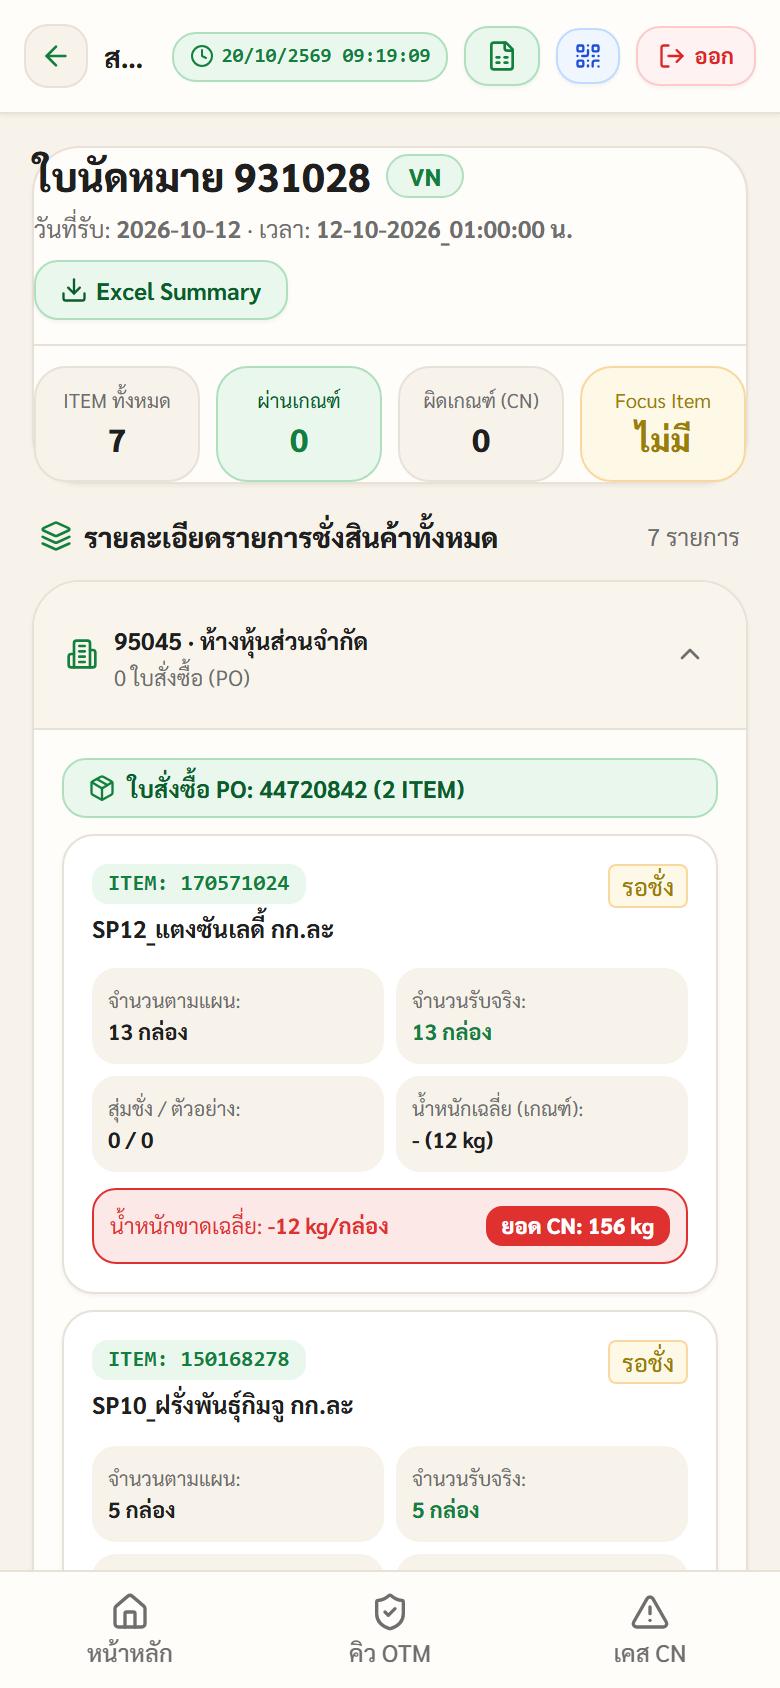 ส...
20/10/2569 09:19:09
ออก
ใบนัดหมาย 931028 VN
วันที่รับ: 2026-10-12 · เวลา: 12-10-2026_01:00:00 น.
Excel Summary
ITEM ทั้งหมด
7
ผ่านเกณฑ์
0
ผิดเกณฑ์ (CN)
0
Focus Item
ไม่มี
รายละเอียดรายการชั่งสินค้าทั้งหมด
7 รายการ
95045 · ห้างหุ้นส่วนจำกัด
0 ใบสั่งซื้อ (PO)
ใบสั่งซื้อ PO: 44720842 (2 ITEM)
ITEM: 170571024
รอชั่ง
SP12_แตงซันเลดี้ กก.ละ
จำนวนตามแผน:
13 กล่อง
จำนวนรับจริง:
13 กล่อง
สุ่มชั่ง / ตัวอย่าง:
0 / 0
น้ำหนักเฉลี่ย (เกณฑ์):
- (12 kg)
น้ำหนักขาดเฉลี่ย: -12 kg/กล่อง
ยอด CN: 156 kg
ITEM: 150168278
รอชั่ง
SP10_ฝรั่งพันธุ์กิมจู กก.ละ
จำนวนตามแผน:
5 กล่อง
จำนวนรับจริง:
5 กล่อง
หน้าหลัก
คิว OTM
เคส CN